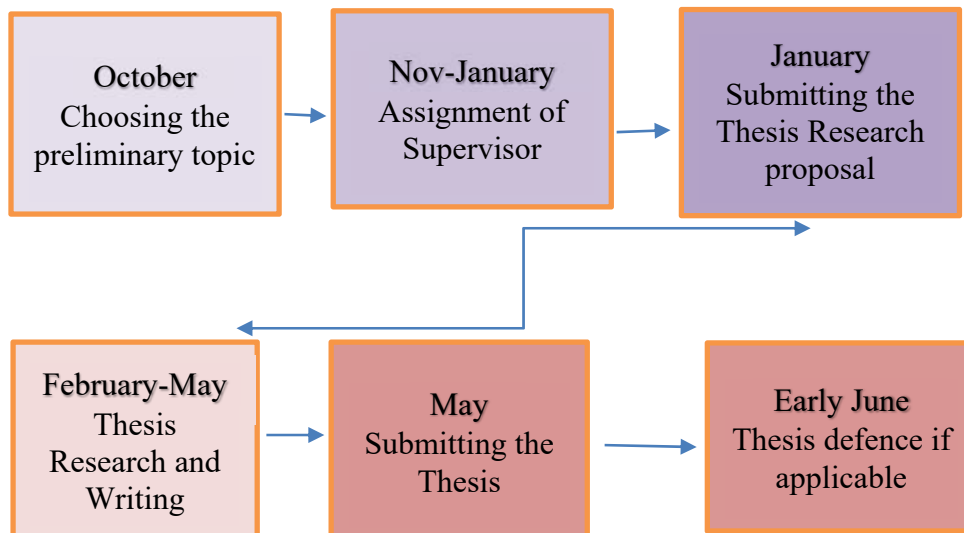 October
Choosing the
preliminary topic
Nov-January
Assignment of
Supervisor
January
Submitting the
Thesis Research
proposal
February-May
Thesis
Research and
Writing
May
Submitting the
Thesis
Early June
Thesis defence if
applicable